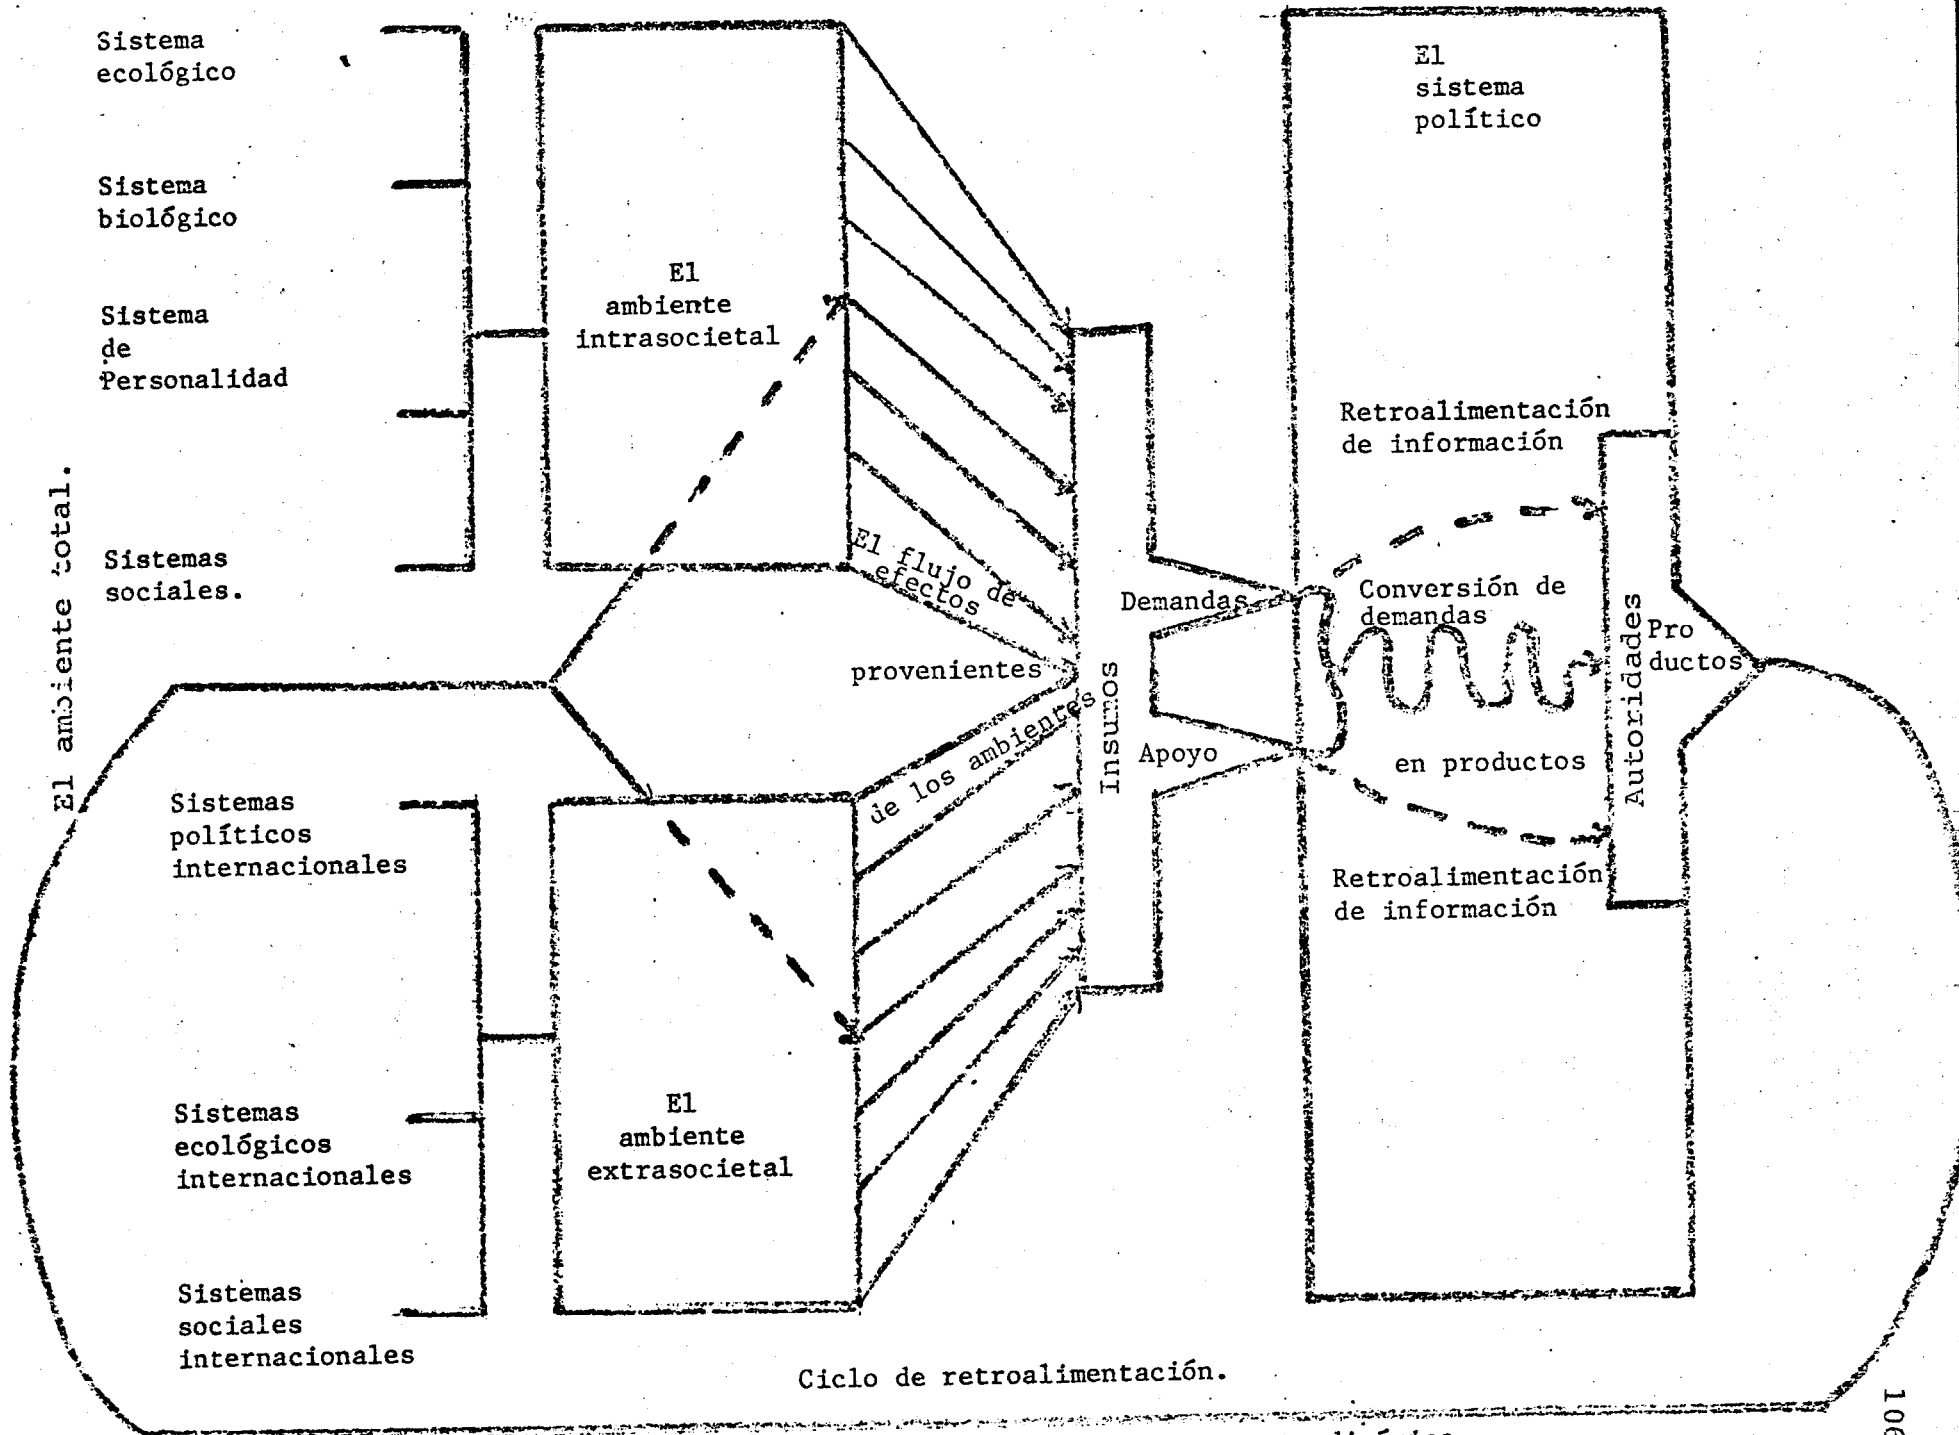 El ambiente total.
Sistema
ecológico
Sistema
biológico
Sistema
de
Personalidad
Sistemas
sociales.
El
ambiente
intrasocietal
Sistemas
políticos
internacionales
Sistemas
ecológicos
internacionales
Sistemas
sociales
internacionales
El
ambiente
extrasocietal
El flujo de
efectos
provenientes
de los ambientes
Insumos
Demandas
Apoyo
El
sistema
político
Retroalimentación
de información
Conversión de
demandas
en productos
Retroalimentación
de información
Autoridades
Pro
ductos
Ciclo de retroalimentación.